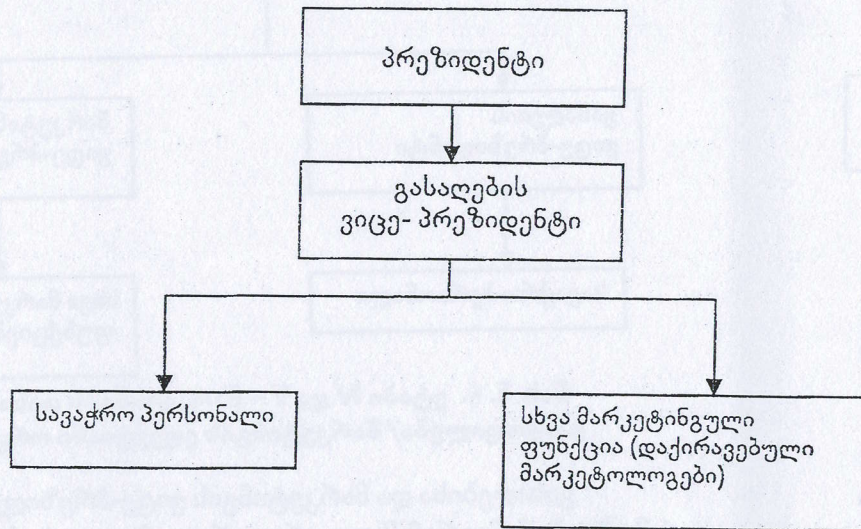 პრეზიდენტი
გასაღების
ვიცე- პრეზიდენტი
სავაჭრო პერსონალი
სხვა მარკეტინგული
ფუნქცია (დაქირავებული
მარკეტოლოგები)